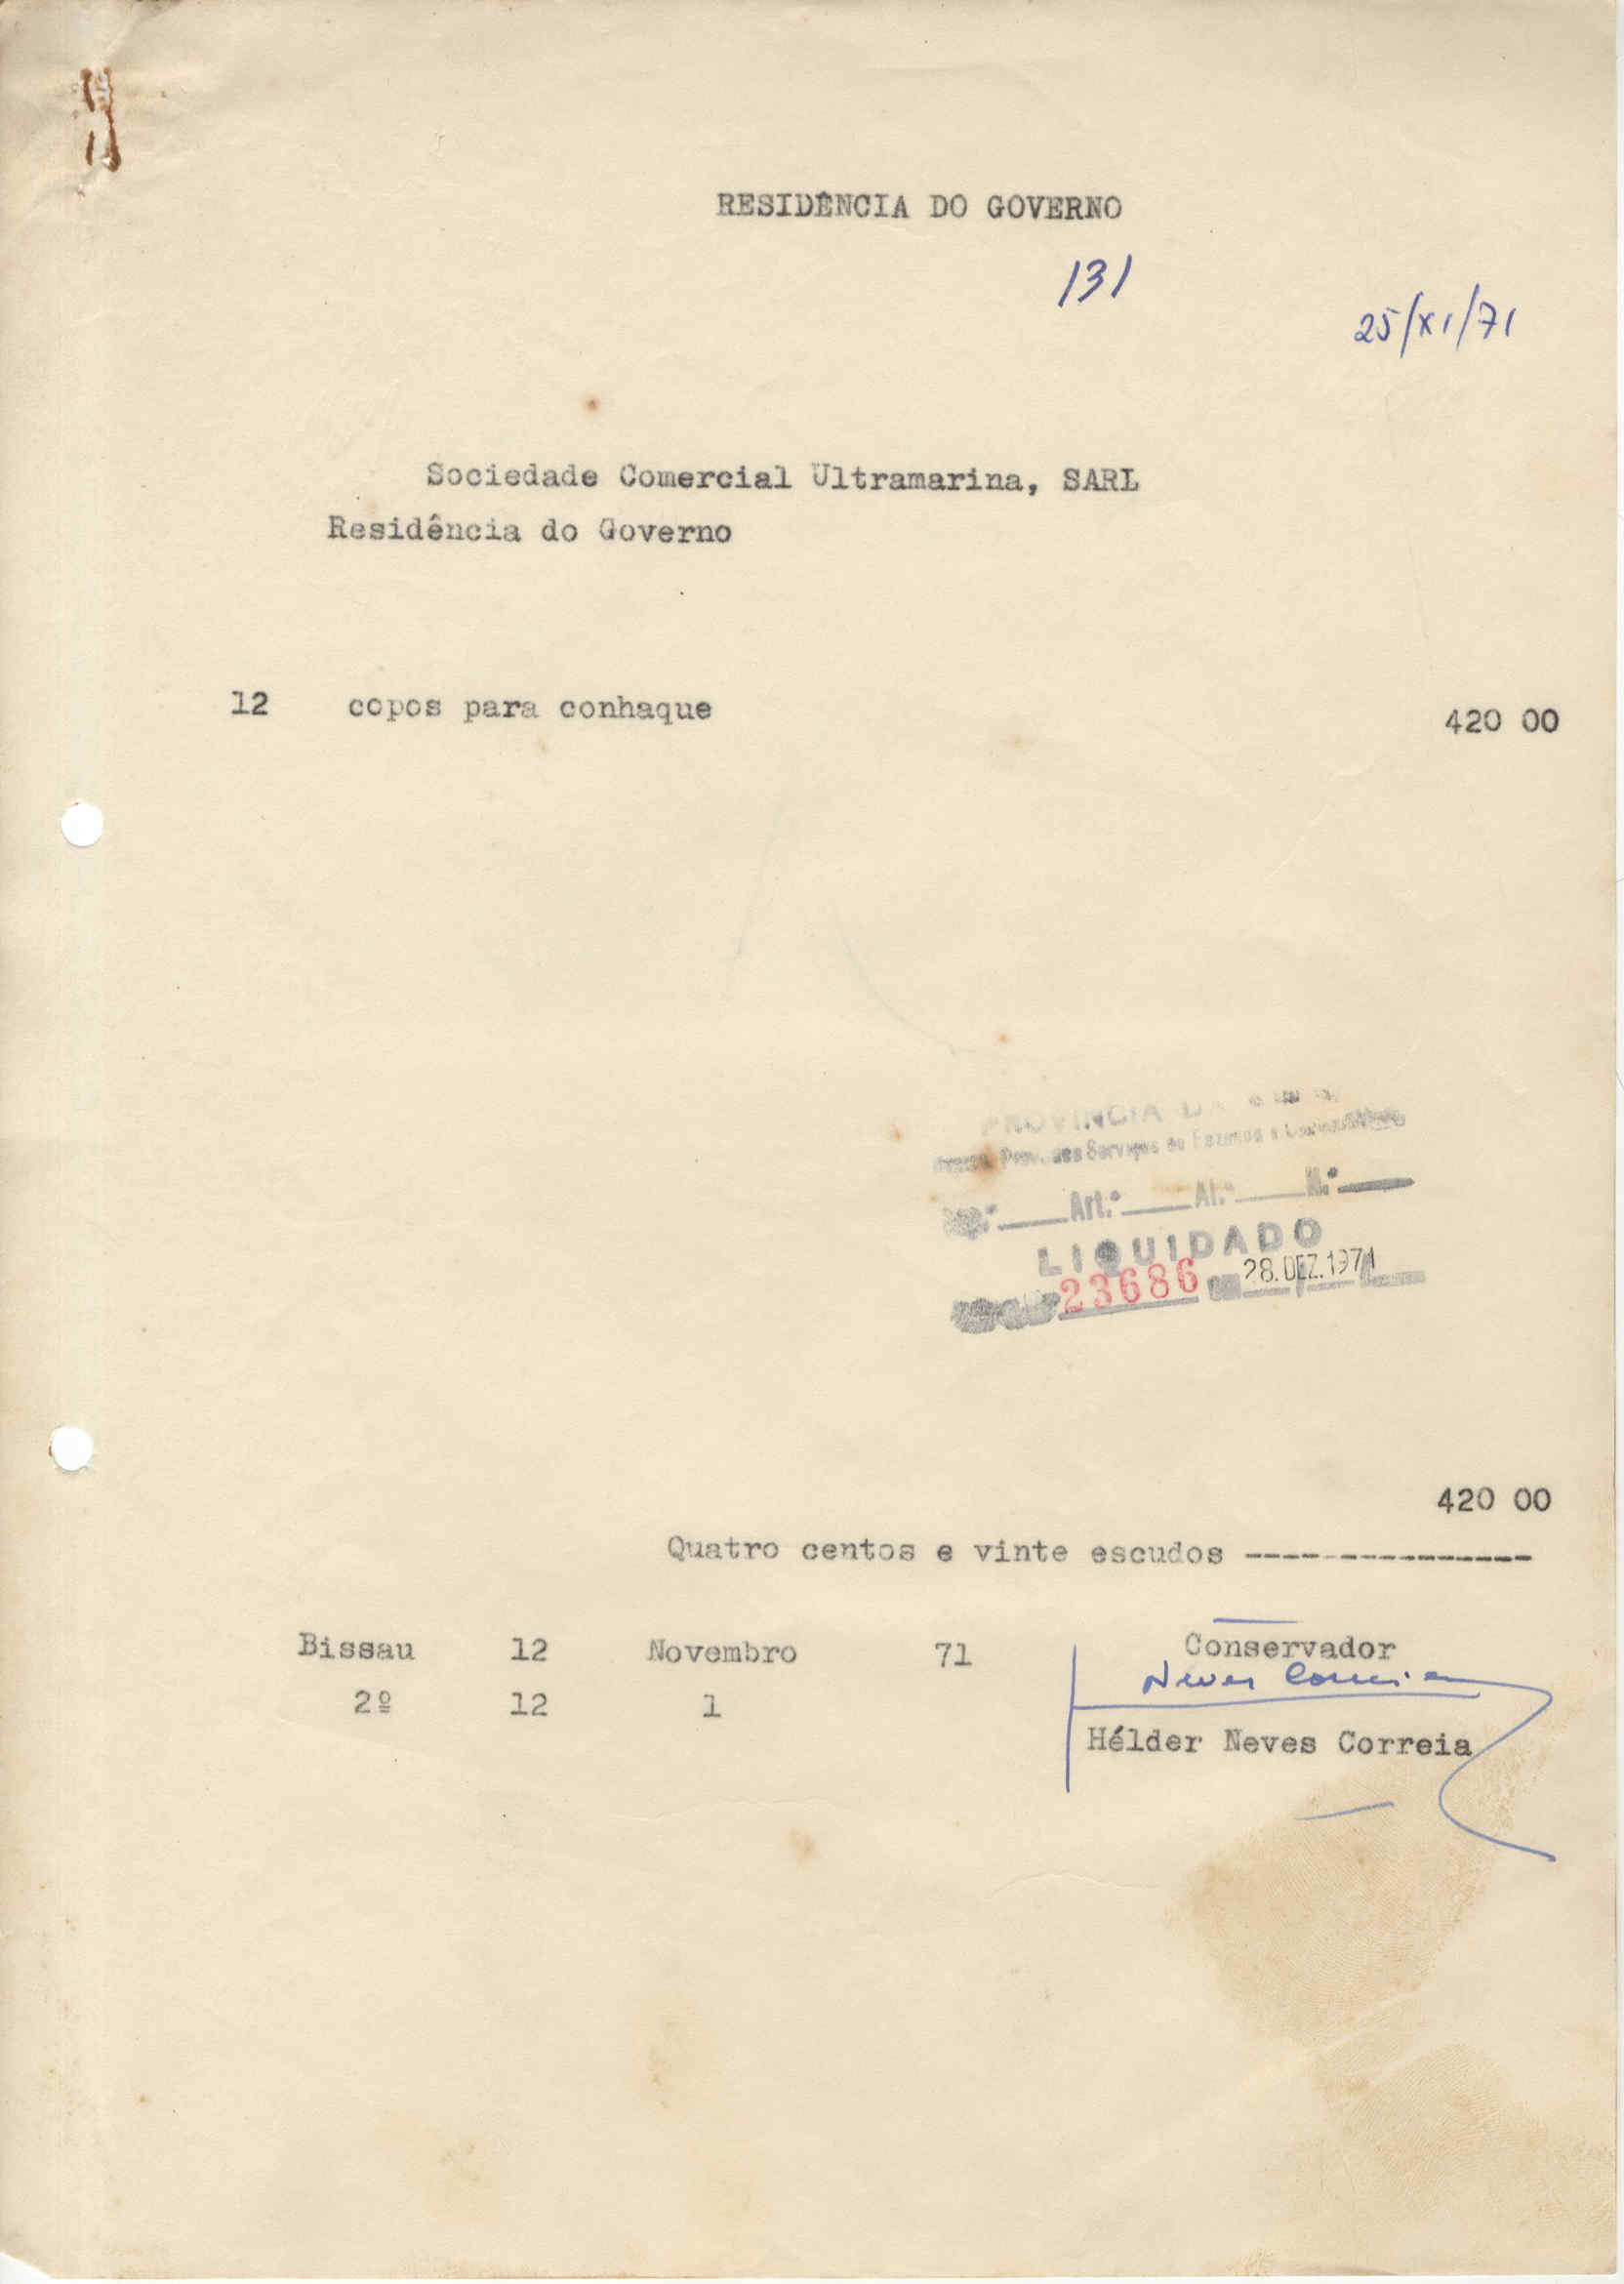 RESIDÊNCIA DO GOVERNO
131
25/XI/71
Sociedade Comercial Ultramarina, SARL
Residência do Governo
12 copos para conhaque 420 00
PROVINCIA
Serviços
Art.º Al.º N.º
LIQUIDADO
23686 28.DEZ.1971
420 00
Quatro centos e vinte escudos ---------------
Bissau 12 Novembro 71 Conservador
Neves Correia
2º 12 1
Hélder Neves Correia